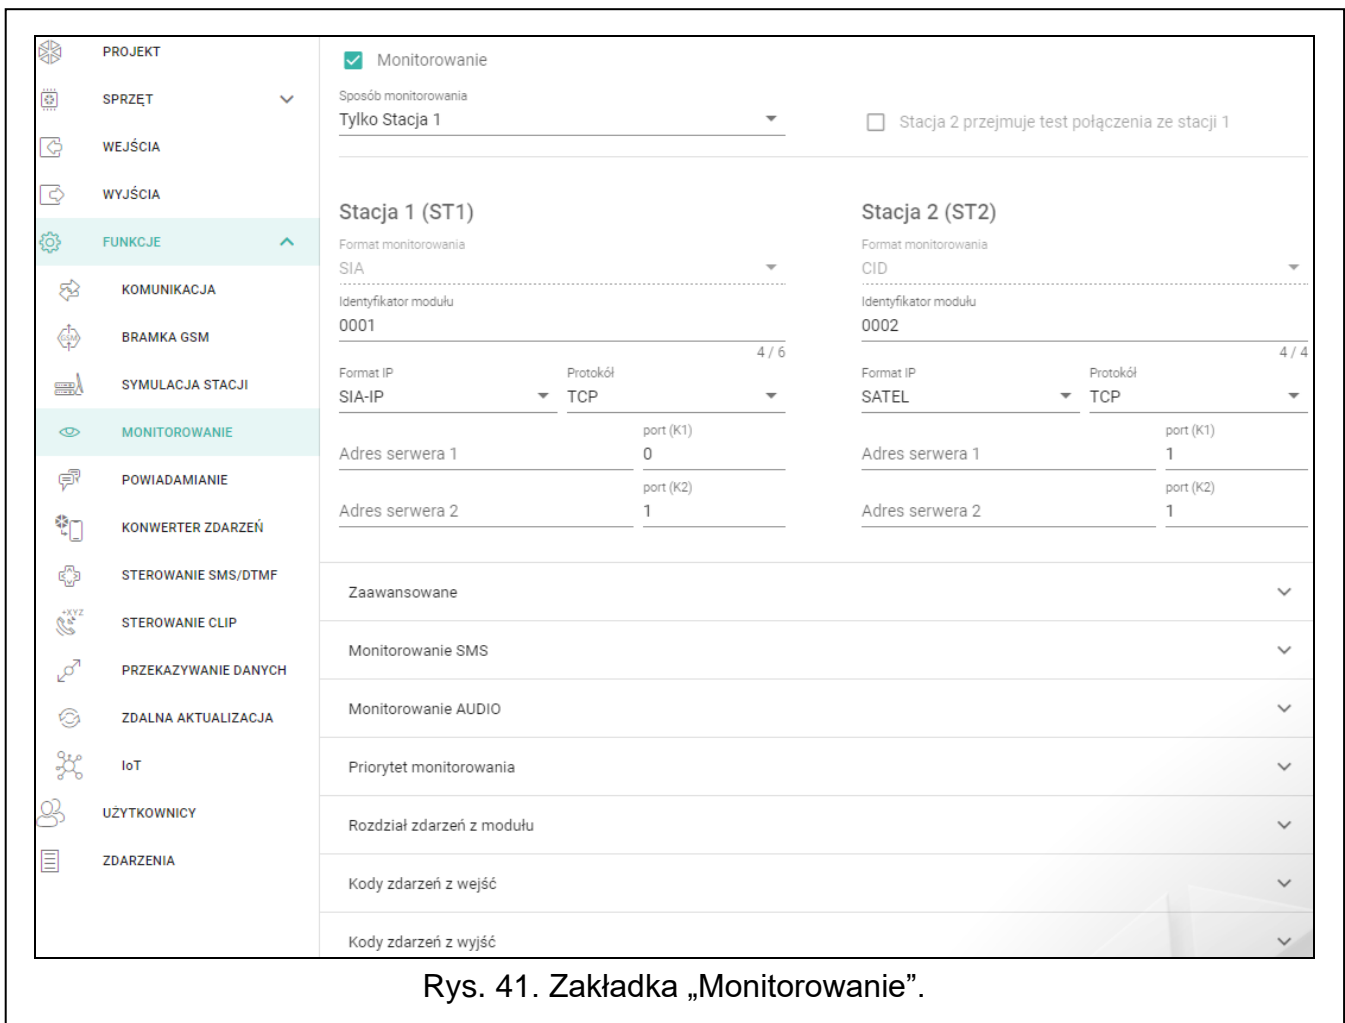 PROJEKT
SPRZĘT
WEJŚCIA
WYJŚCIA
FUNKCJE
KOMUNIKACJA
GSM
BRAMKA GSM
SYMULACJA STACJI
MONITOROWANIE
POWIADAMIANIE
KONWERTER ZDARZEŃ
STEROWANIE SMS/DTMF
+XYZ
STEROWANIE CLIP
PRZEKAZYWANIE DANYCH
ZDALNA AKTUALIZACJA
IoT
UŻYTKOWNICY
ZDARZENIA
Monitorowanie
Sposób monitorowania
Tylko Stacja 1
Stacja 2 przejmuje test połączenia ze stacji 1
Stacja 1 (ST1)
Format monitorowania
SIA
Identyfikator modułu
0001
4 / 6
Format IP
Protokół
SIA-IP
TCP
port (K1)
Adres serwera 1
0
port (K2)
Adres serwera 2
1
Stacja 2 (ST2)
Format monitorowania
CID
Identyfikator modułu
0002
4 / 4
Format IP
Protokół
SATEL
TCP
port (K1)
Adres serwera 1
1
port (K2)
Adres serwera 2
1
Zaawansowane
Monitorowanie SMS
Monitorowanie AUDIO
Priorytet monitorowania
Rozdział zdarzeń z modułu
Kody zdarzeń z wejść
Kody zdarzeń z wyjść
Rys. 41. Zakładka „Monitorowanie”.